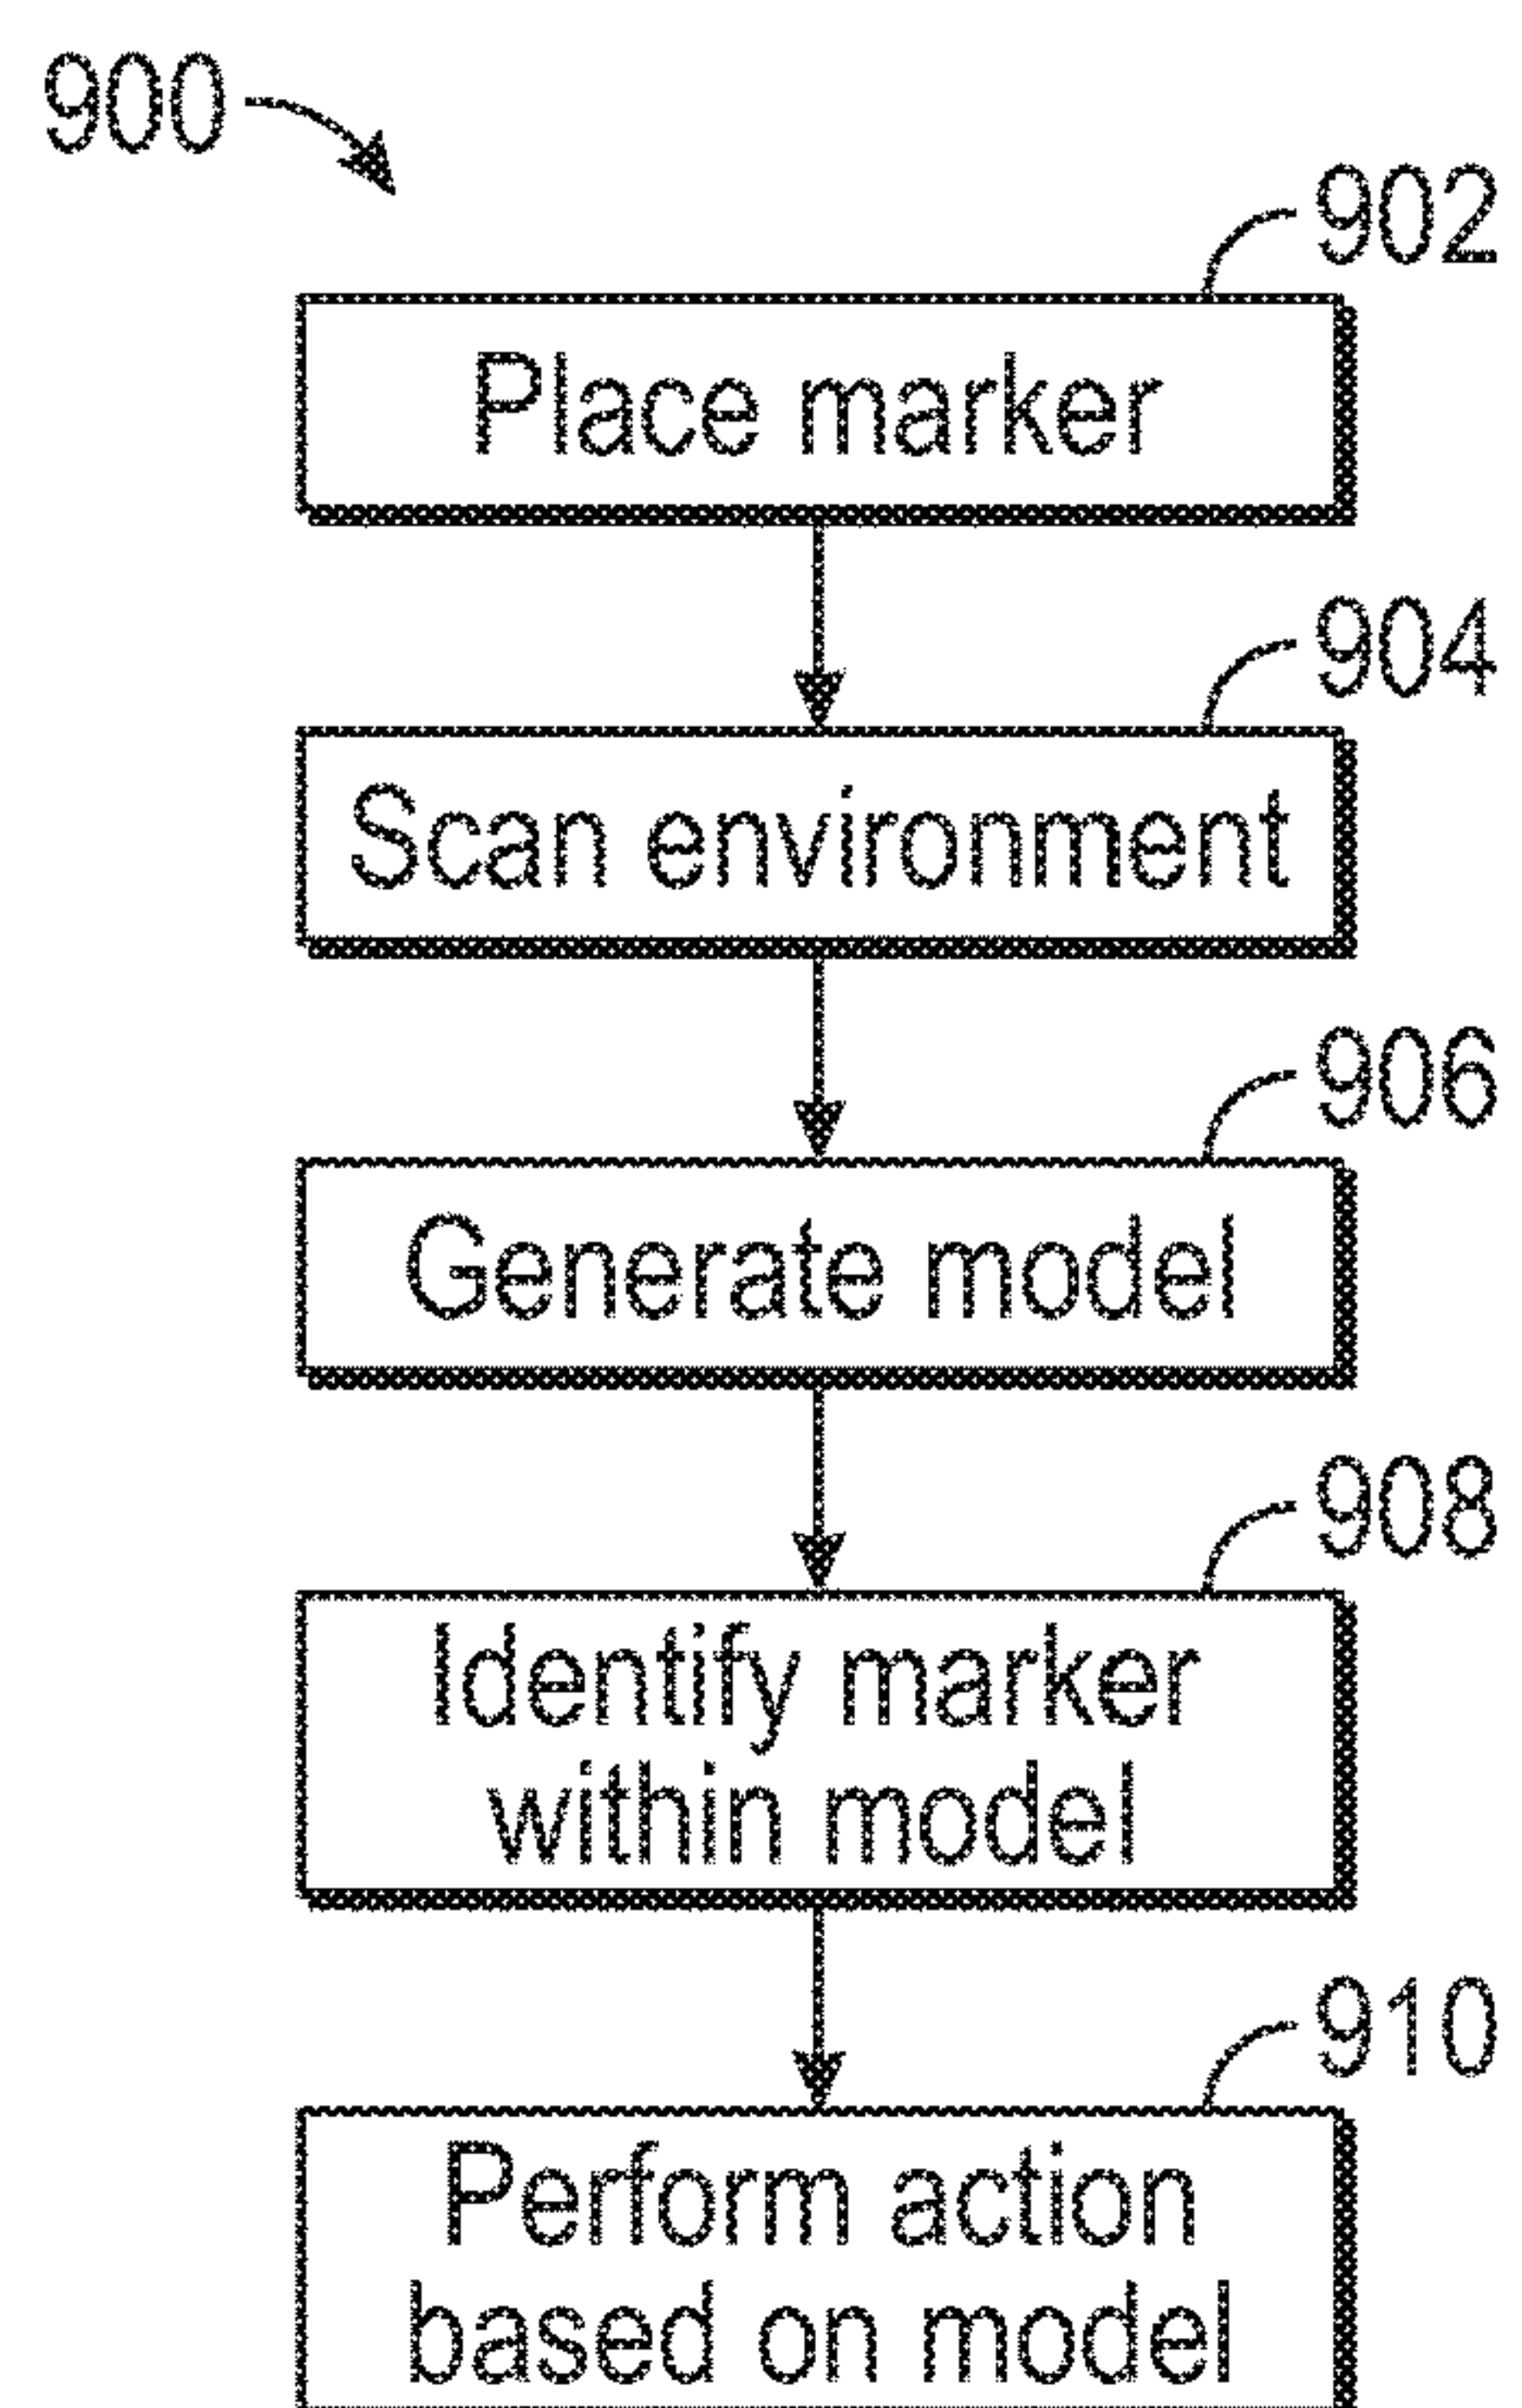 900
902
Place marker
904
Scan environment
906
Generate model
908
Identify marker
within model
910
Perform action
based on model